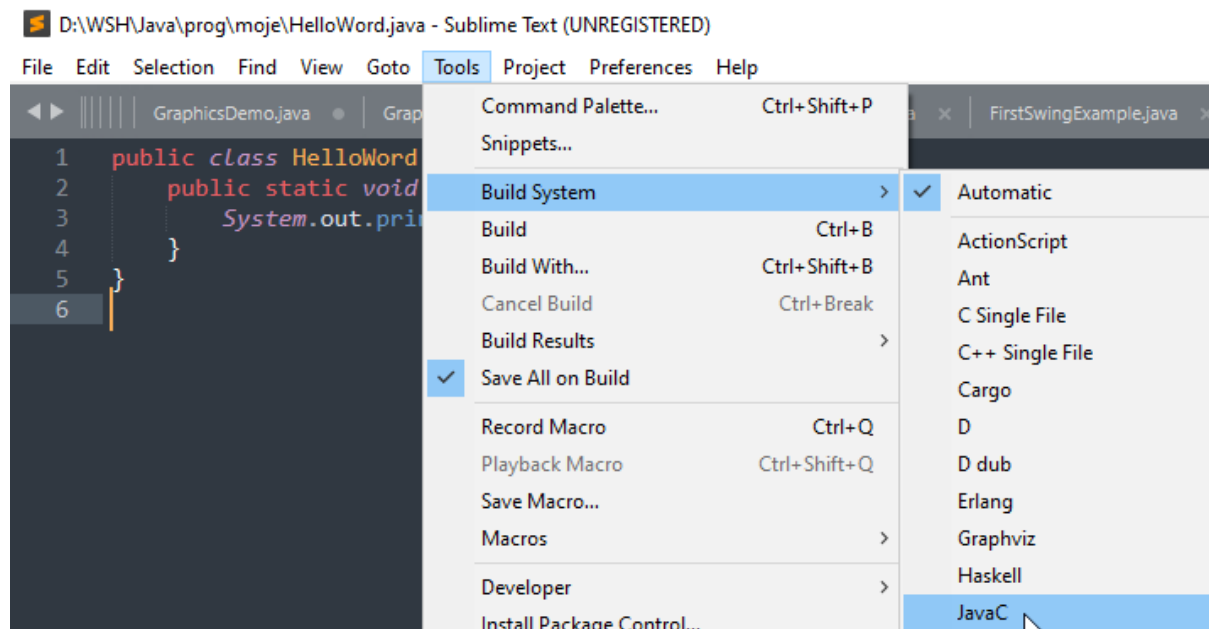 D:\WSH\Java\prog\moje\HelloWord.java - Sublime Text (UNREGISTERED)
File Edit Selection Find View Goto Tools Project Preferences Help
GraphicsDemo.java Grap a FirstSwingExample.java
1 public class HelloWord
2 public static void
3 System.out.pri
4 }
5 }
6
Command Palette... Ctrl+Shift+P
Snippets...
Build System
Build Ctrl+B
Build With... Ctrl+Shift+B
Cancel Build Ctrl+Break
Build Results
Save All on Build
Record Macro Ctrl+Q
Playback Macro Ctrl+Shift+Q
Save Macro...
Macros
Developer
Install Package Control...
Automatic
ActionScript
Ant
C Single File
C++ Single File
Cargo
D
D dub
Erlang
Graphviz
Haskell
JavaC